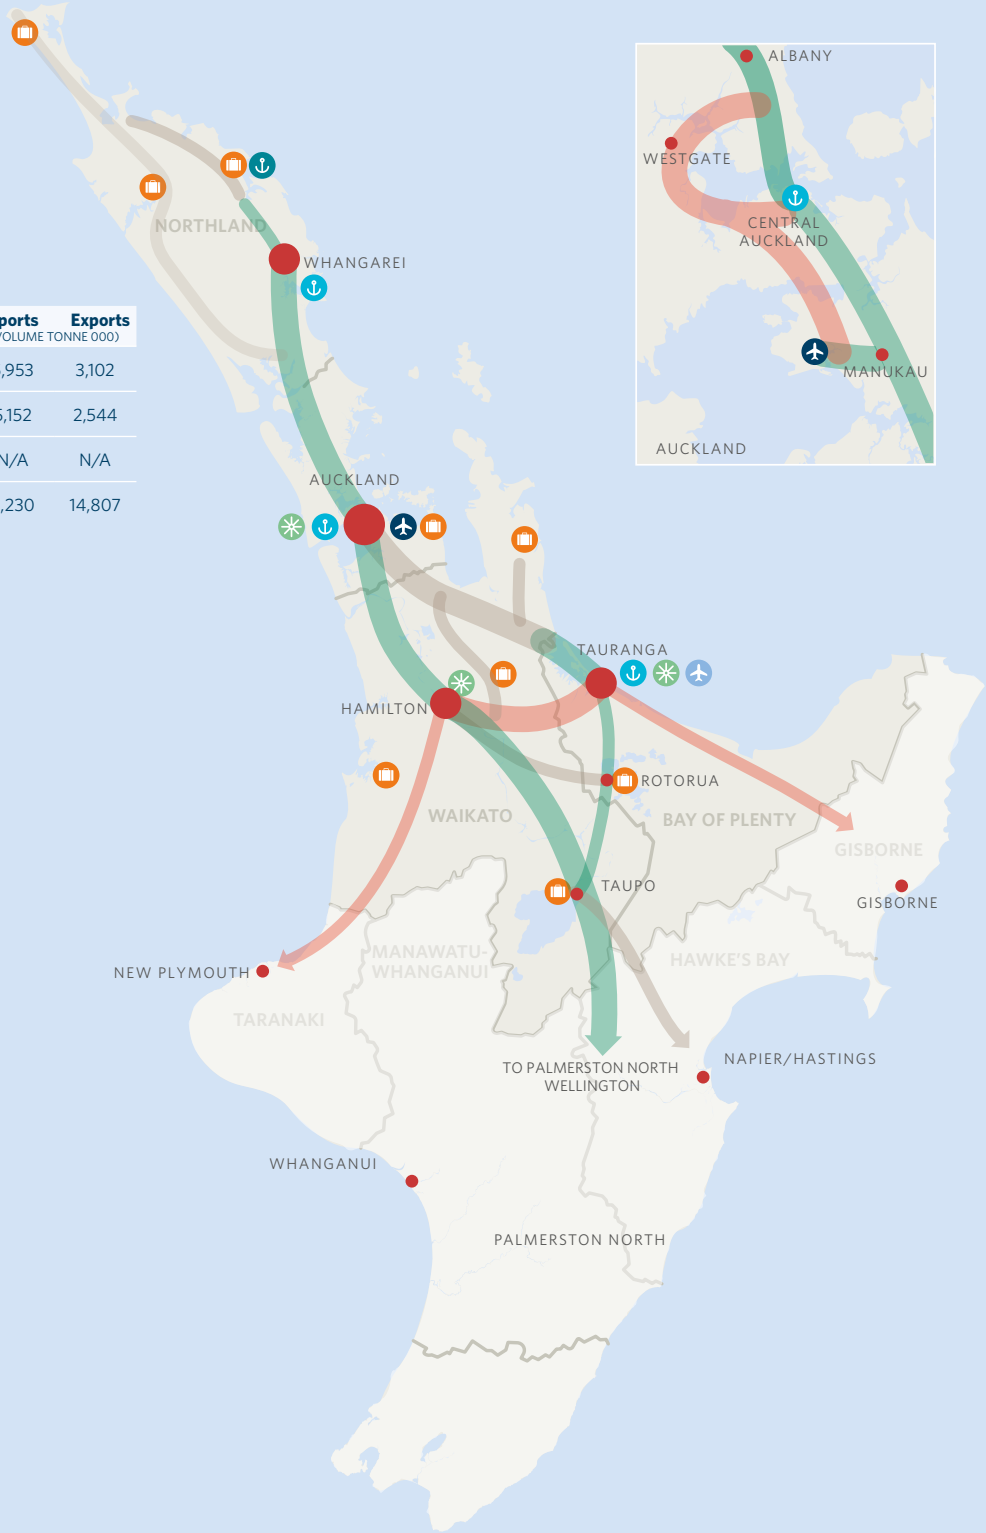 ALBANY
WESTGATE
CENTRAL
AUCKLAND
MANUKAU
AUCKLAND
NORTHLAND
WHANGAREI
Exports
VOLUME TONNE 000)
3,102
2,544
N/A N/A
14,807
AUCKLAND
TAURANGA
HAMILTON
ROTORUA
WAIKATO
BAY OF PLENTY
GISBORNE
TAUPO
GISBORNE
MANAWATU-
WHANGANUI
HAWKE'S BAY
NEW PLYMOUTH
TARANAKI
NAPIER/HASTINGS
TO PALMERSTON NORTH
WELLINGTON
WHANGANUI
PALMERSTON NORTH